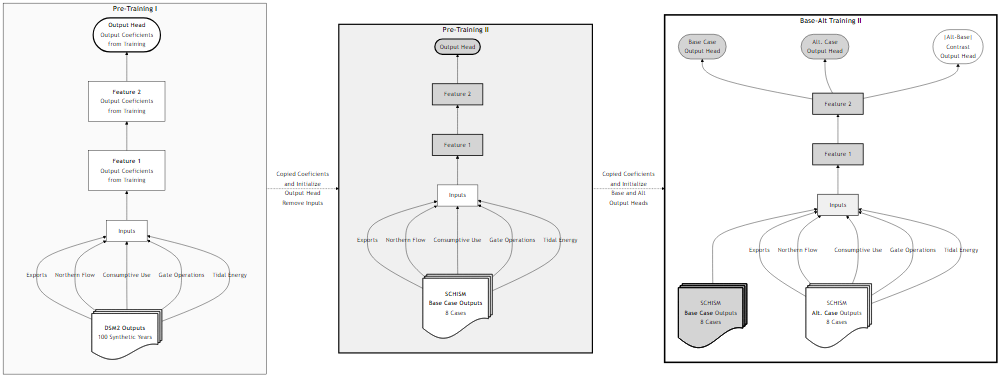 Pre-Training I
Output Head
Output Coeficients
from Training
Feature 2
Output Coeficients
from Training
Feature 1
Output Coeficients
from Training
Inputs
Exports
Northern Flow
Consumptive Use
Gate Operations
Tidal Energy
DSM2 Outputs
100 Synthetic Years
Copied Coeficients
and Initialize
Output Head
Remove Inputs
Pre-Training II
Output Head
Feature 2
Feature 1
Inputs
Exports
Northern Flow
Consumptive Use
Gate Operations
Tidal Energy
SCHISM
Base Case Outputs
8 Cases
Copied Coeficients
and Initialize
Base and Alt
Output Heads
Base-Alt Training II
Base Case
Output Head
Alt. Case
Output Head
|Alt-Base|
Contrast
Output Head
Feature 2
Feature 1
Inputs
Exports
Northern Flow
Consumptive Use
Gate Operations
Tidal Energy
SCHISM
Base Case Outputs
8 Cases
SCHISM
Alt. Case Outputs
8 Cases